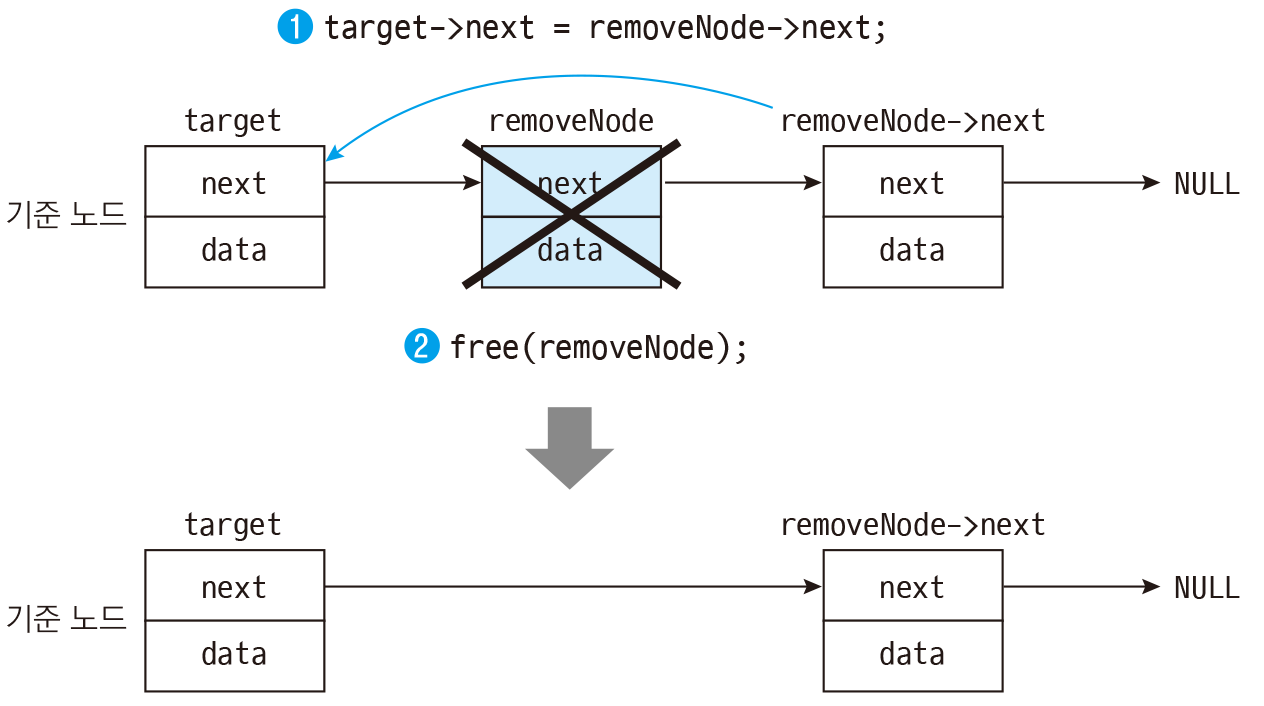 ❶ target->next = removeNode->next;
target removeNode removeNode->next
next next next NULL
기준 노드
data data data
❷ free(removeNode);
target removeNode->next
next next NULL
기준 노드
data data